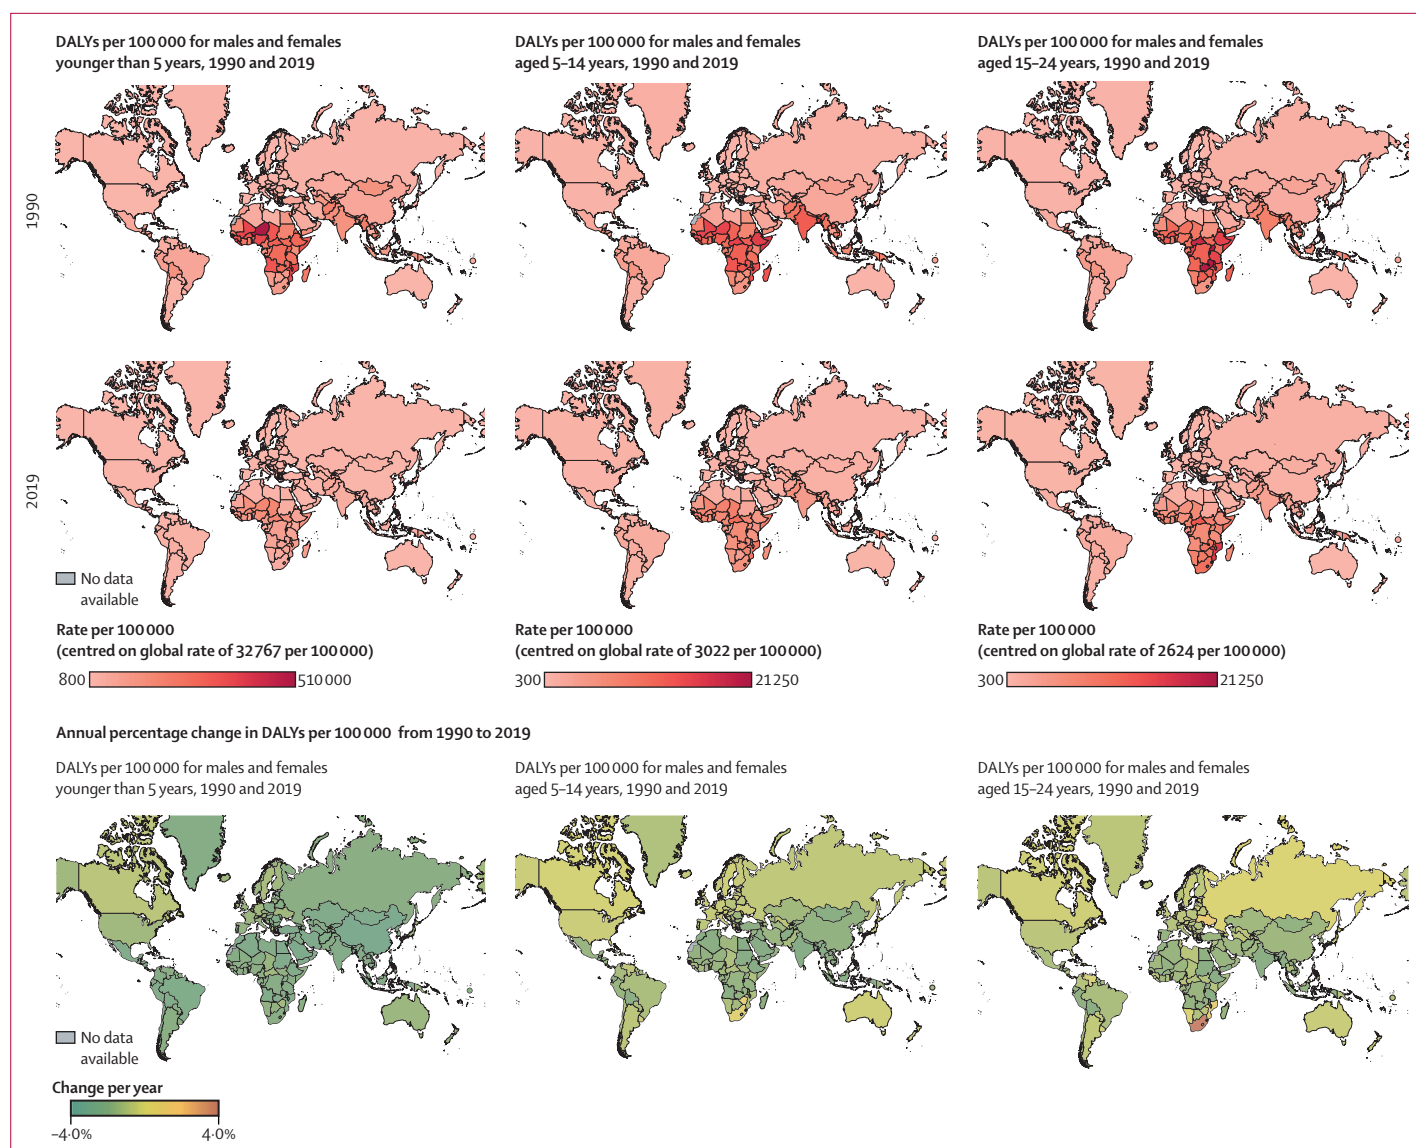 DALYs per 100 000 for males and females
younger than 5 years, 1990 and 2019
DALYs per 100 000 for males and females
aged 5–14 years, 1990 and 2019
DALYs per 100 000 for males and females
aged 15–24 years, 1990 and 2019
1990
2019
No data
available
Rate per 100 000
(centred on global rate of 32 767 per 100 000)
800
510 000
Rate per 100 000
(centred on global rate of 3022 per 100 000)
300
21 250
Rate per 100 000
(centred on global rate of 2624 per 100 000)
300
21 250
Annual percentage change in DALYs per 100 000 from 1990 to 2019
DALYs per 100 000 for males and females
younger than 5 years, 1990 and 2019
DALYs per 100 000 for males and females
aged 5–14 years, 1990 and 2019
DALYs per 100 000 for males and females
aged 15–24 years, 1990 and 2019
No data
available
Change per year
–4·0%
4·0%